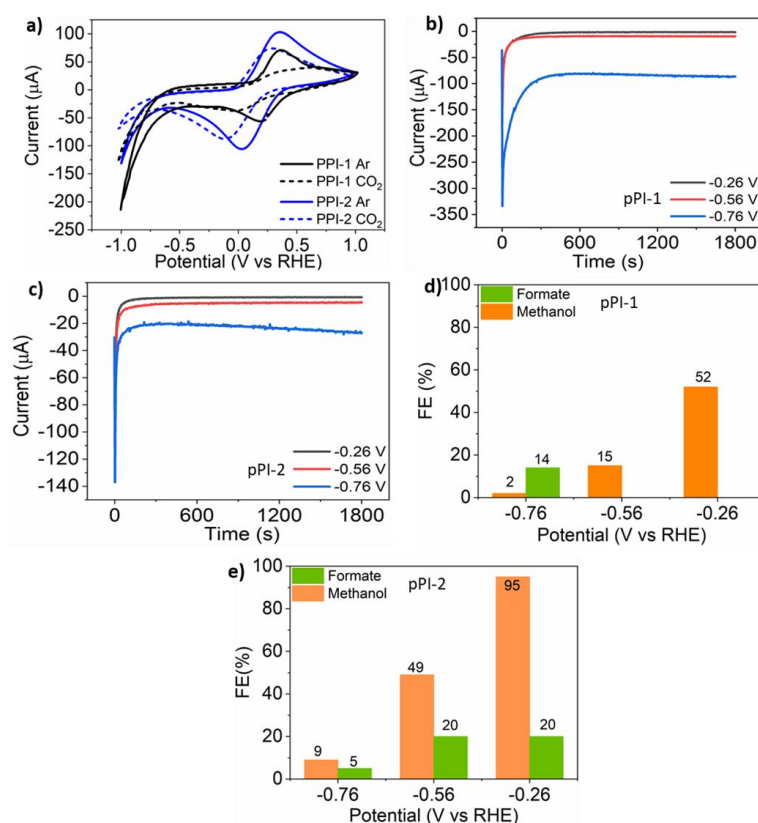 a)
100
50
0
-50
-100
-150
-200
-250
Current (μA)
PPI-1 Ar
PPI-1 CO2
PPI-2 Ar
PPI-2 CO2
-1.0 -0.5 0.0 0.5 1.0
Potential (V vs RHE)
b)
0
-50
-100
-150
-200
-250
-300
-350
Current (μA)
pPI-1
-0.26 V
-0.56 V
-0.76 V
0 600 1200 1800
Time (s)
c)
0
-20
-40
-60
-80
-100
-120
-140
Current (μA)
pPI-2
-0.26 V
-0.56 V
-0.76 V
0 600 1200 1800
Time (s)
d)
100
80
60
40
20
0
FE (%)
Formate
Methanol
pPI-1
2
14
15
52
-0.76 -0.56 -0.26
Potential (V vs RHE)
e)
100
80
60
40
20
0
FE(%)
Formate
Methanol
pPI-2
9
5
49
20
95
20
-0.76 -0.56 -0.26
Potential (V vs RHE)